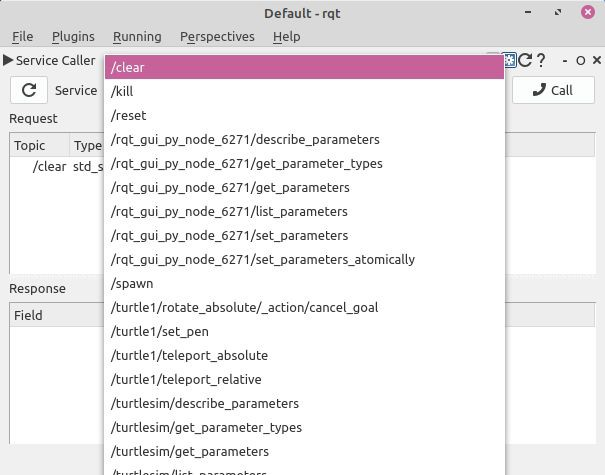 Default - rqt
File Plugins Running Perspectives Help
Service Caller ? - O
Service Call
Request
Topic Type
/clear std_s
/clear
/kill
/reset
/rqt_gui_py_node_6271/describe_parameters
/rqt_gui_py_node_6271/get_parameter_types
/rqt_gui_py_node_6271/get_parameters
/rqt_gui_py_node_6271/list_parameters
/rqt_gui_py_node_6271/set_parameters
/rqt_gui_py_node_6271/set_parameters_atomically
/spawn
/turtle1/rotate_absolute/_action/cancel_goal
/turtle1/set_pen
/turtle1/teleport_absolute
/turtle1/teleport_relative
/turtlesim/describe_parameters
/turtlesim/get_parameter_types
/turtlesim/get_parameters
/turtlesim/list_parameters
Response
Field